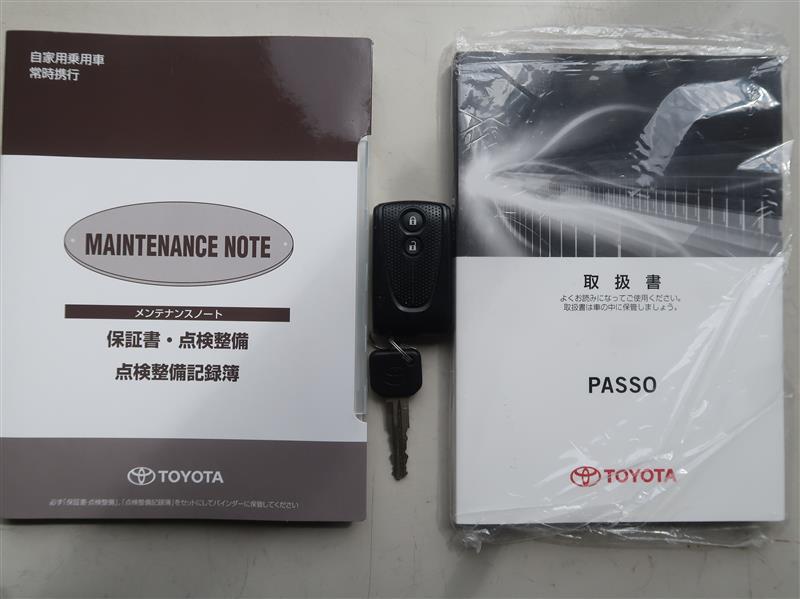 自家用乗用車
常時携行
MAINTENANCE NOTE
メンテナンスノート
保証書・点検整備
点検整備記録簿
TOYOTA
必ず「保証書・点検整備」、「点検整備記録簿」をセットにしてバインダーに保管してください
取扱書
よくお読みになってご使用ください。
取扱書は車の中に保管しましょう。
PASSO
TOYOTA